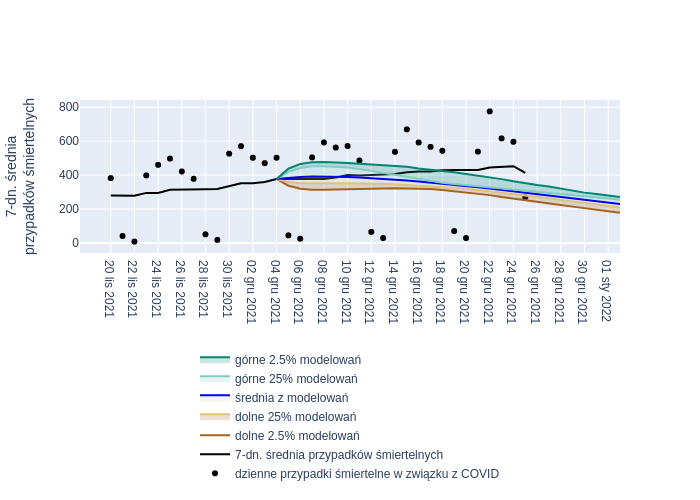 7-dn. średnia
przypadków śmiertelnych
800
600
400
200
0
20 lis 2021
22 lis 2021
24 lis 2021
26 lis 2021
28 lis 2021
30 lis 2021
02 gru 2021
04 gru 2021
06 gru 2021
08 gru 2021
10 gru 2021
12 gru 2021
14 gru 2021
16 gru 2021
18 gru 2021
20 gru 2021
22 gru 2021
24 gru 2021
26 gru 2021
28 gru 2021
30 gru 2021
01 sty 2022
górne 2.5% modelowań
górne 25% modelowań
średnia z modelowań
dolne 25% modelowań
dolne 2.5% modelowań
7-dn. średnia przypadków śmiertelnych
dzienne przypadki śmiertelne w związku z COVID